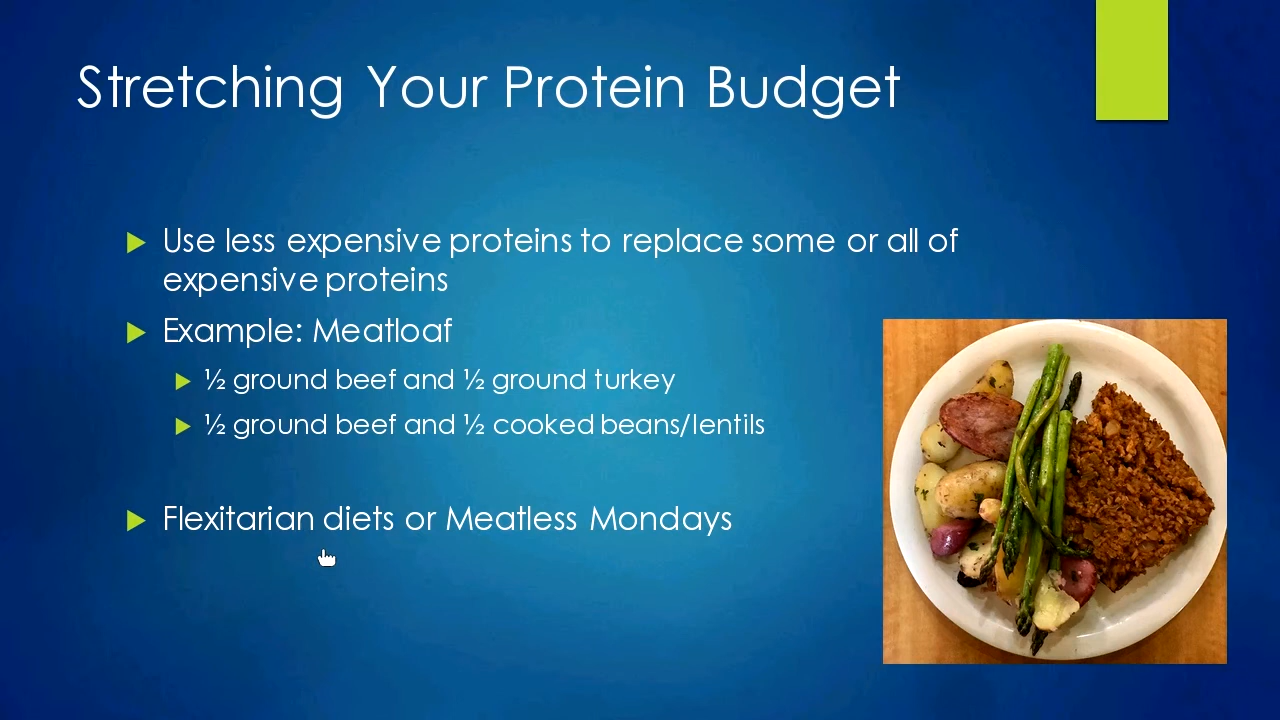 Stretching Your Protein Budget
Use less expensive proteins to replace some or all of
expensive proteins
Example: Meatloaf
½ ground beef and ½ ground turkey
½ ground beef and ½ cooked beans/lentils
Flexitarian diets or Meatless Mondays